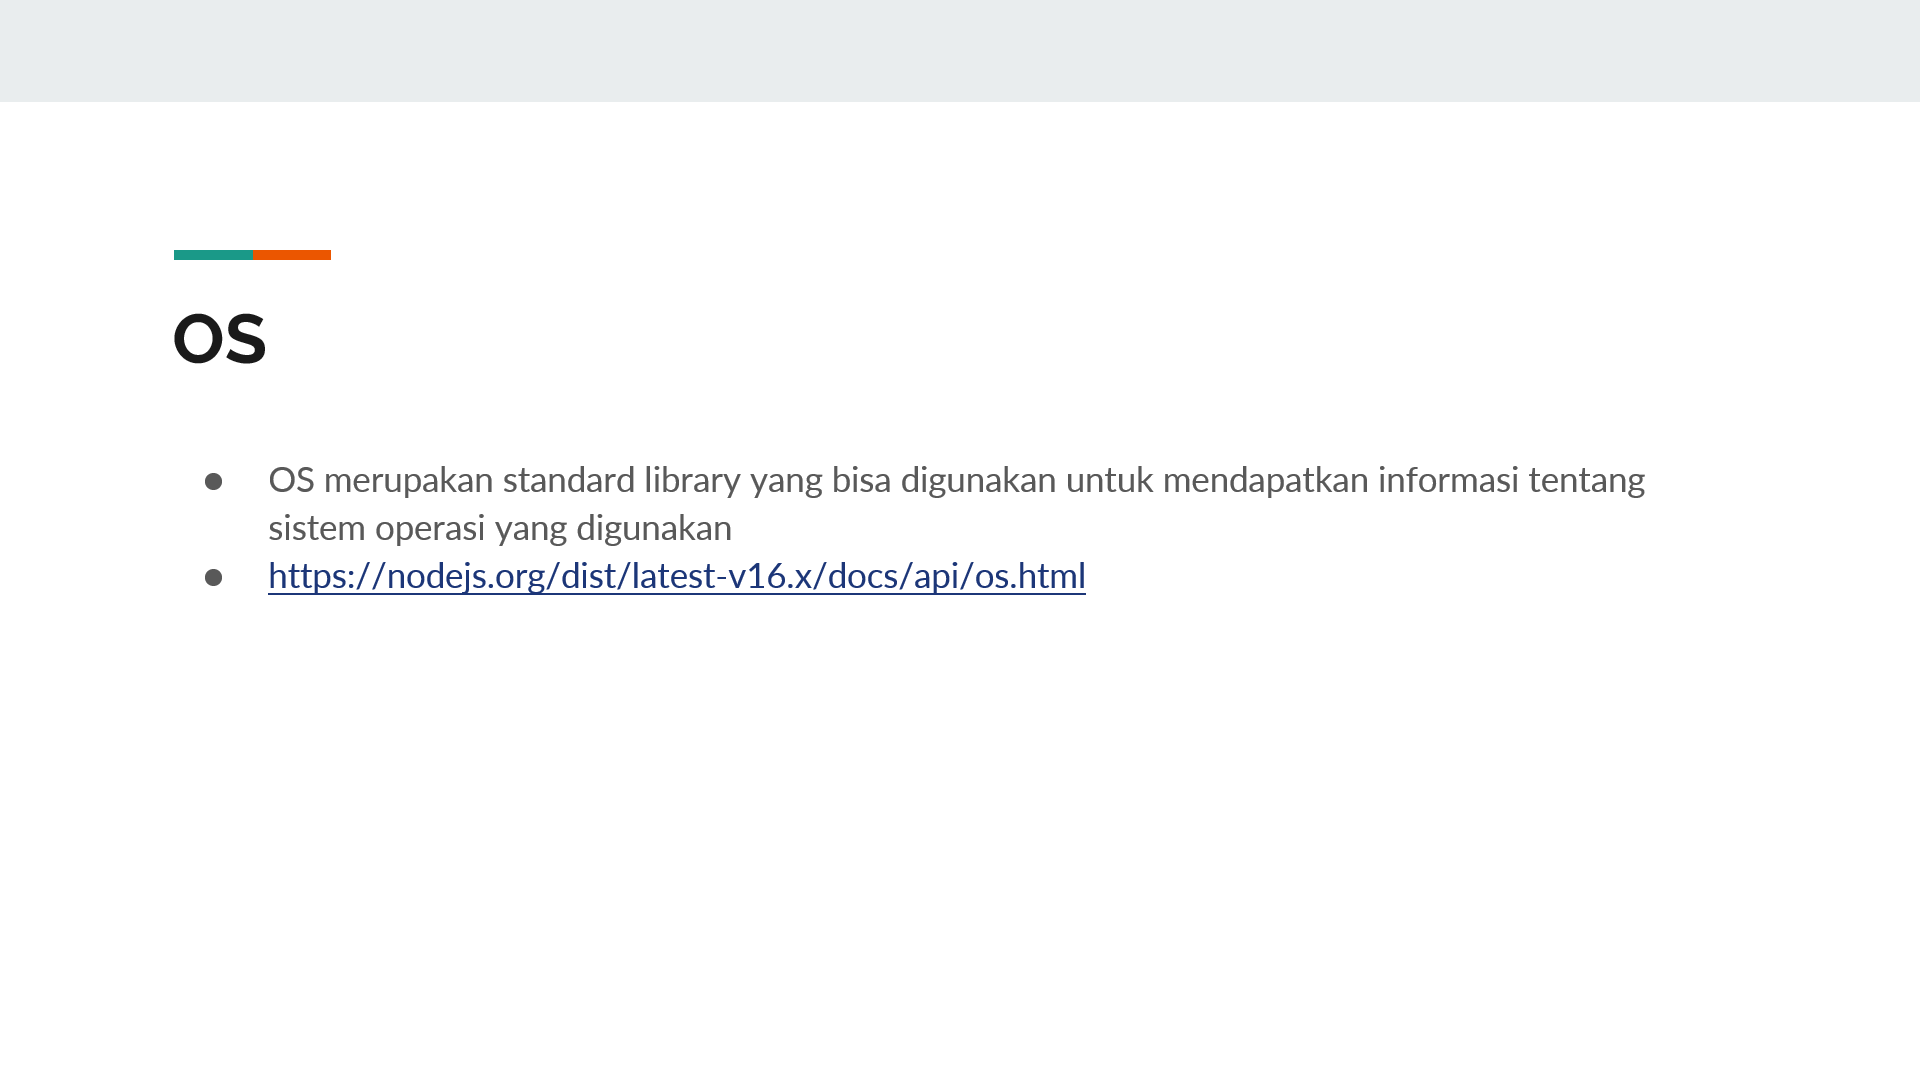 OS
● OS merupakan standard library yang bisa digunakan untuk mendapatkan informasi tentang
sistem operasi yang digunakan
● https://nodejs.org/dist/latest-v16.x/docs/api/os.html